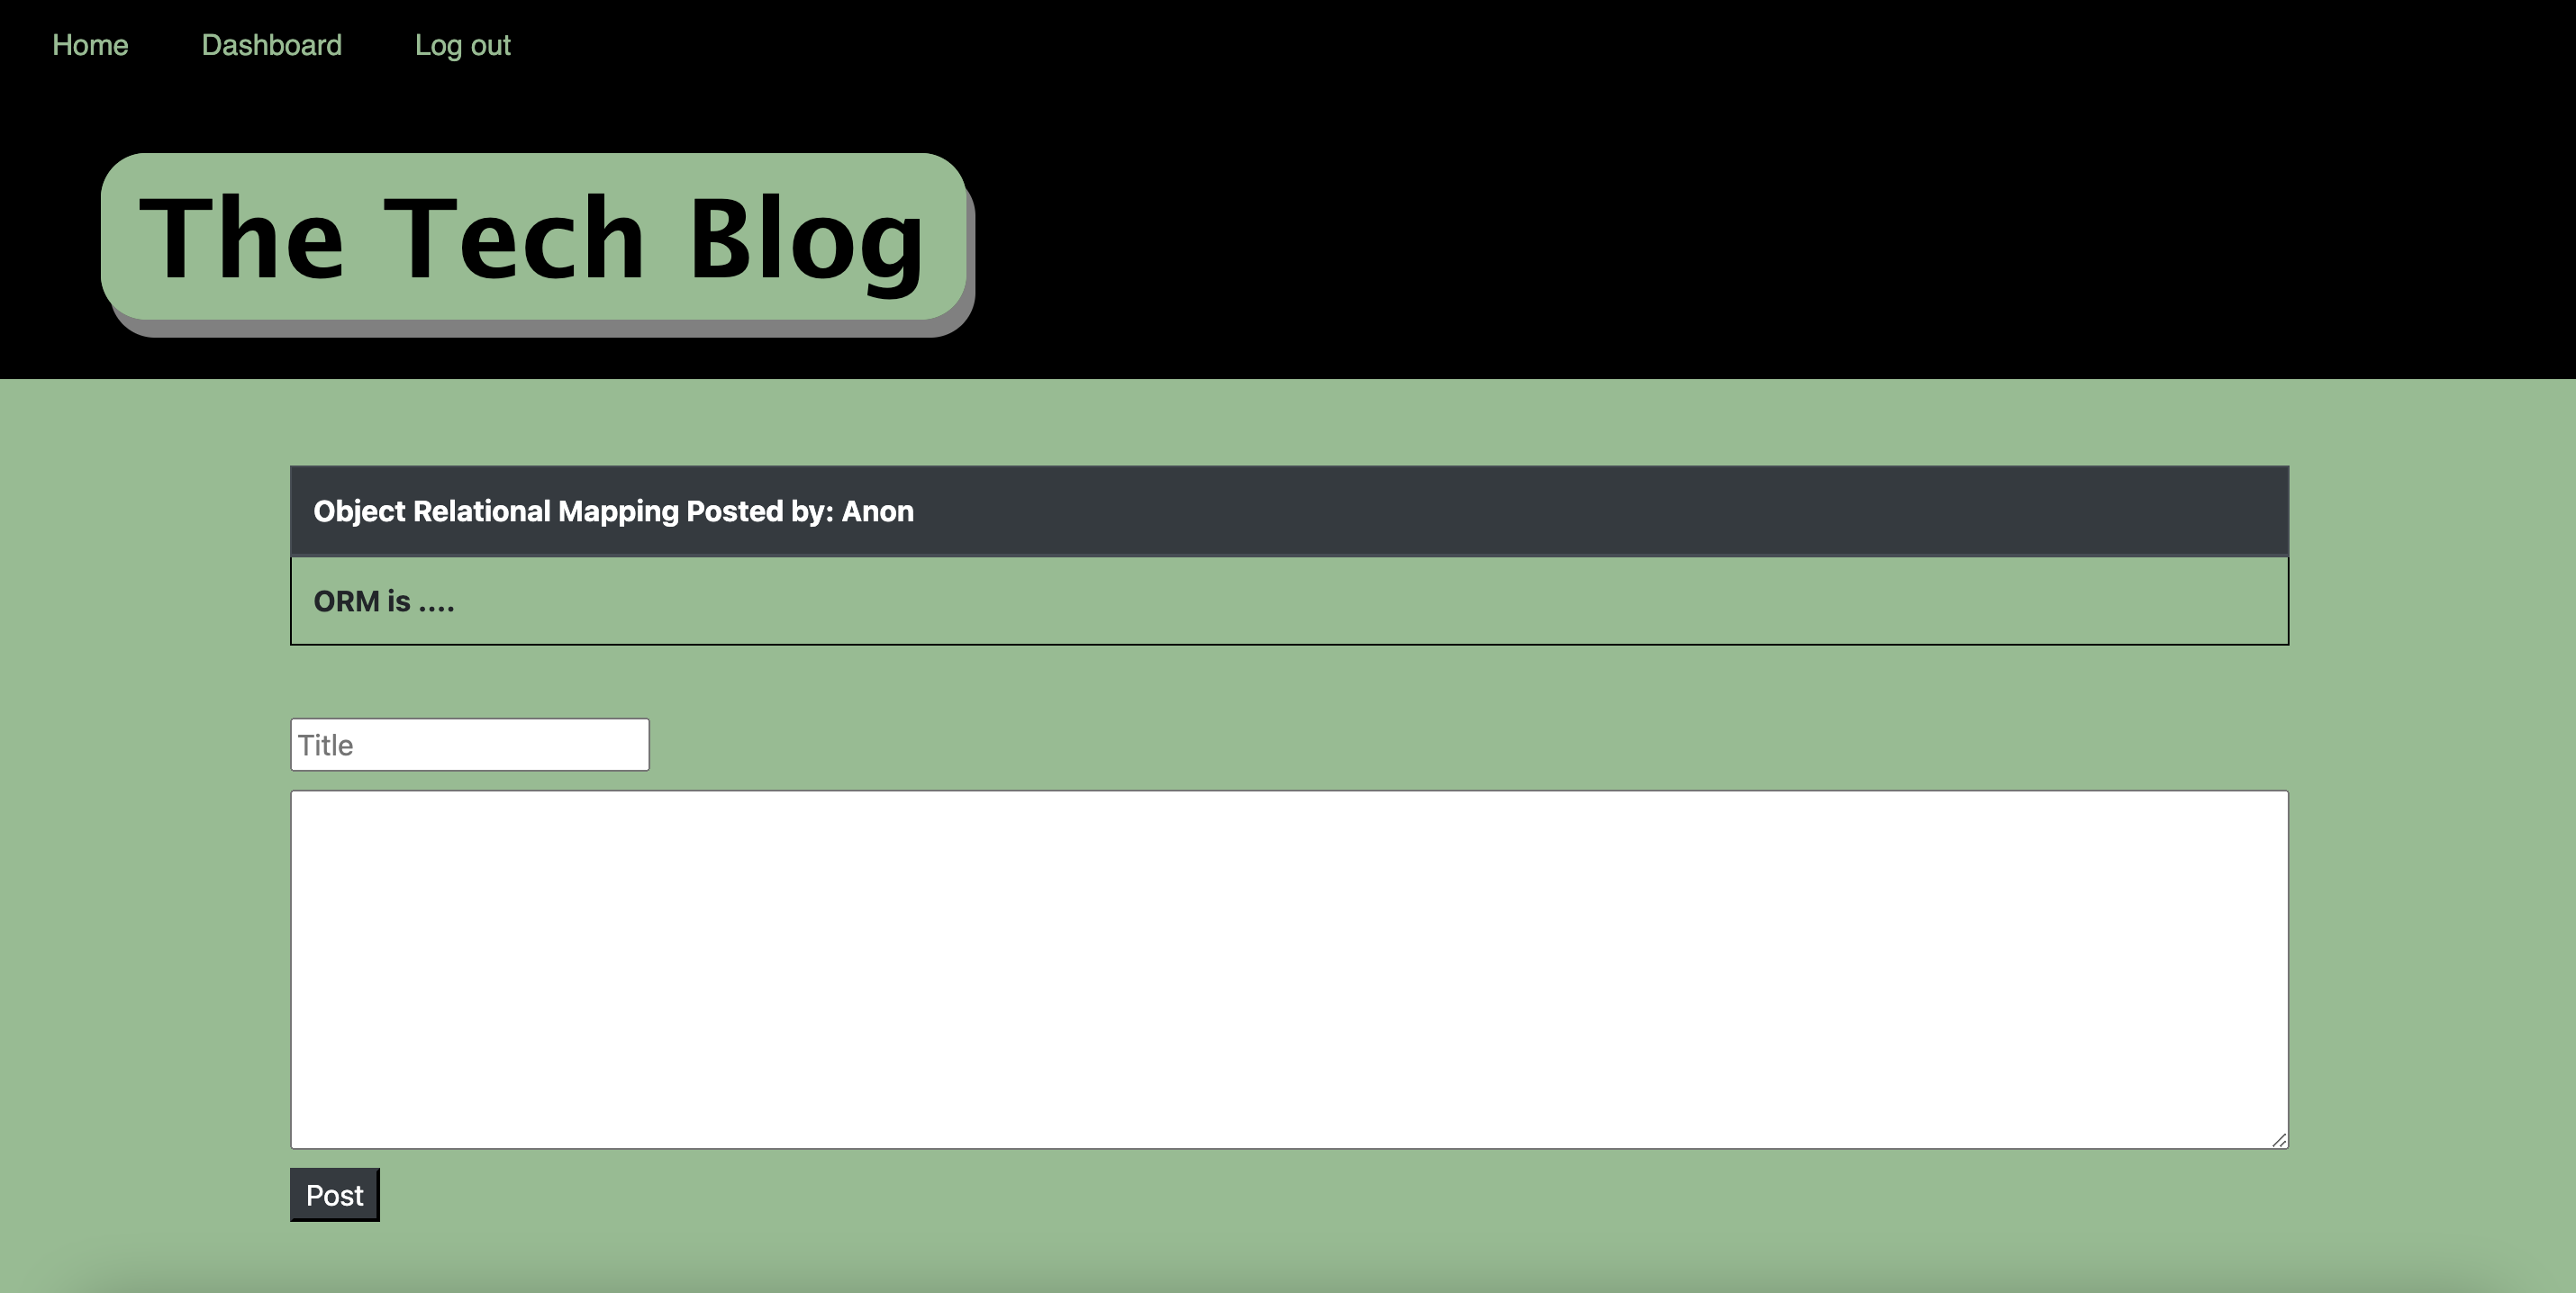 Home Dashboard Log out
The Tech Blog
Object Relational Mapping Posted by: Anon
ORM is ....
Title
Post